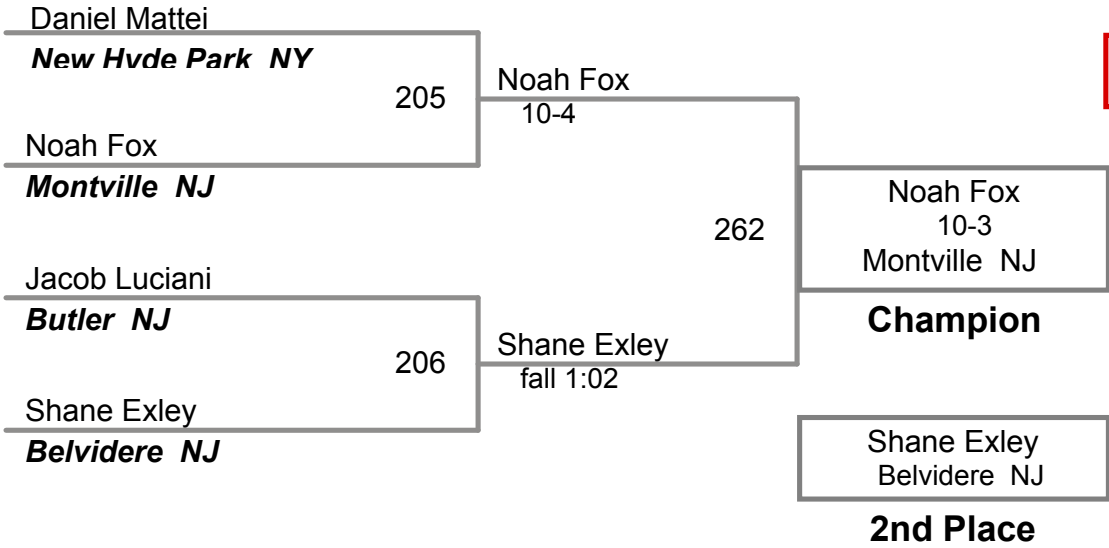 Daniel Mattei
New Hyde Park NY
205
Noah Fox
10-4
Noah Fox
Montville NJ
262
Noah Fox
10-3
Montville NJ
Champion
Jacob Luciani
Butler NJ
206
Shane Exley
fall 1:02
Shane Exley
Belvidere NJ
Shane Exley
Belvidere NJ
2nd Place